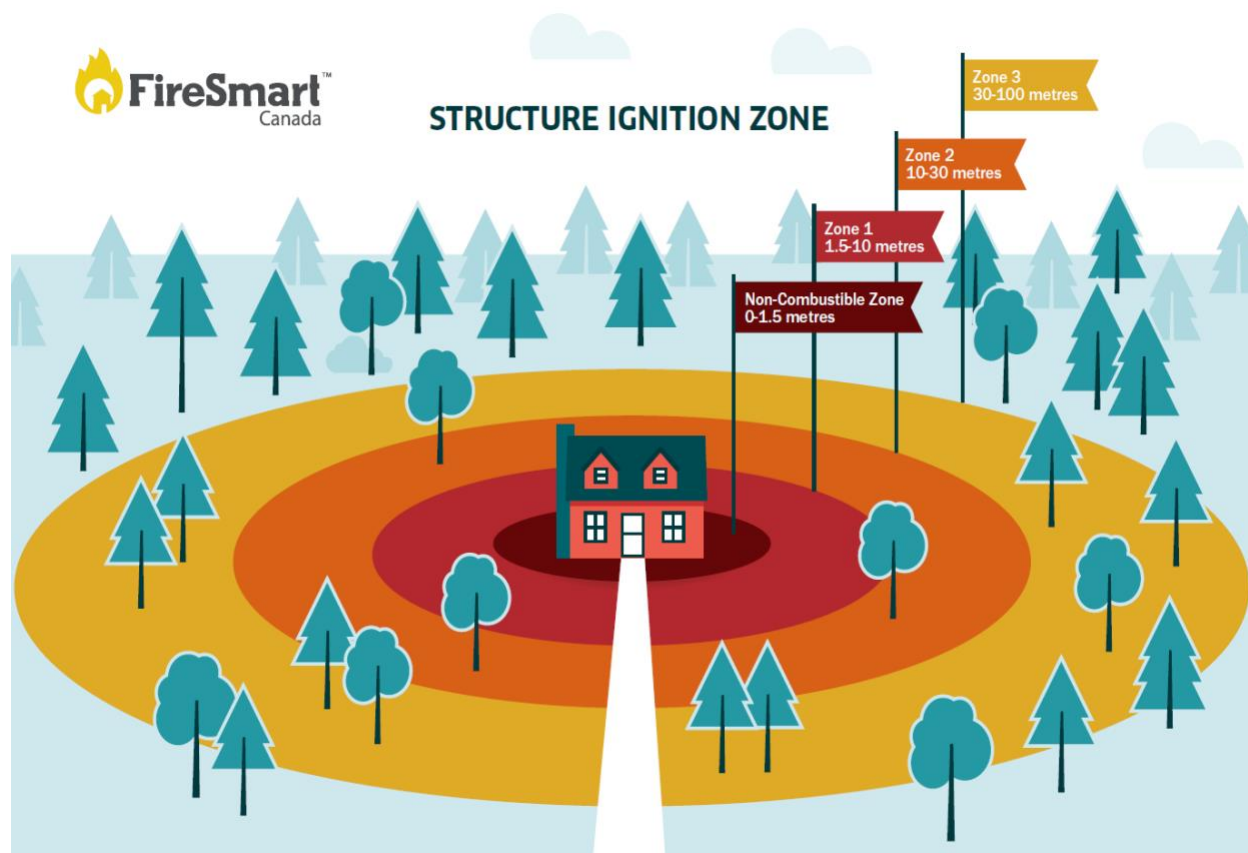 FireSmart™
Canada
STRUCTURE IGNITION ZONE
Zone 3
30-100 metres
Zone 2
10-30 metres
Zone 1
1.5-10 metres
Non-Combustible Zone
0-1.5 metres